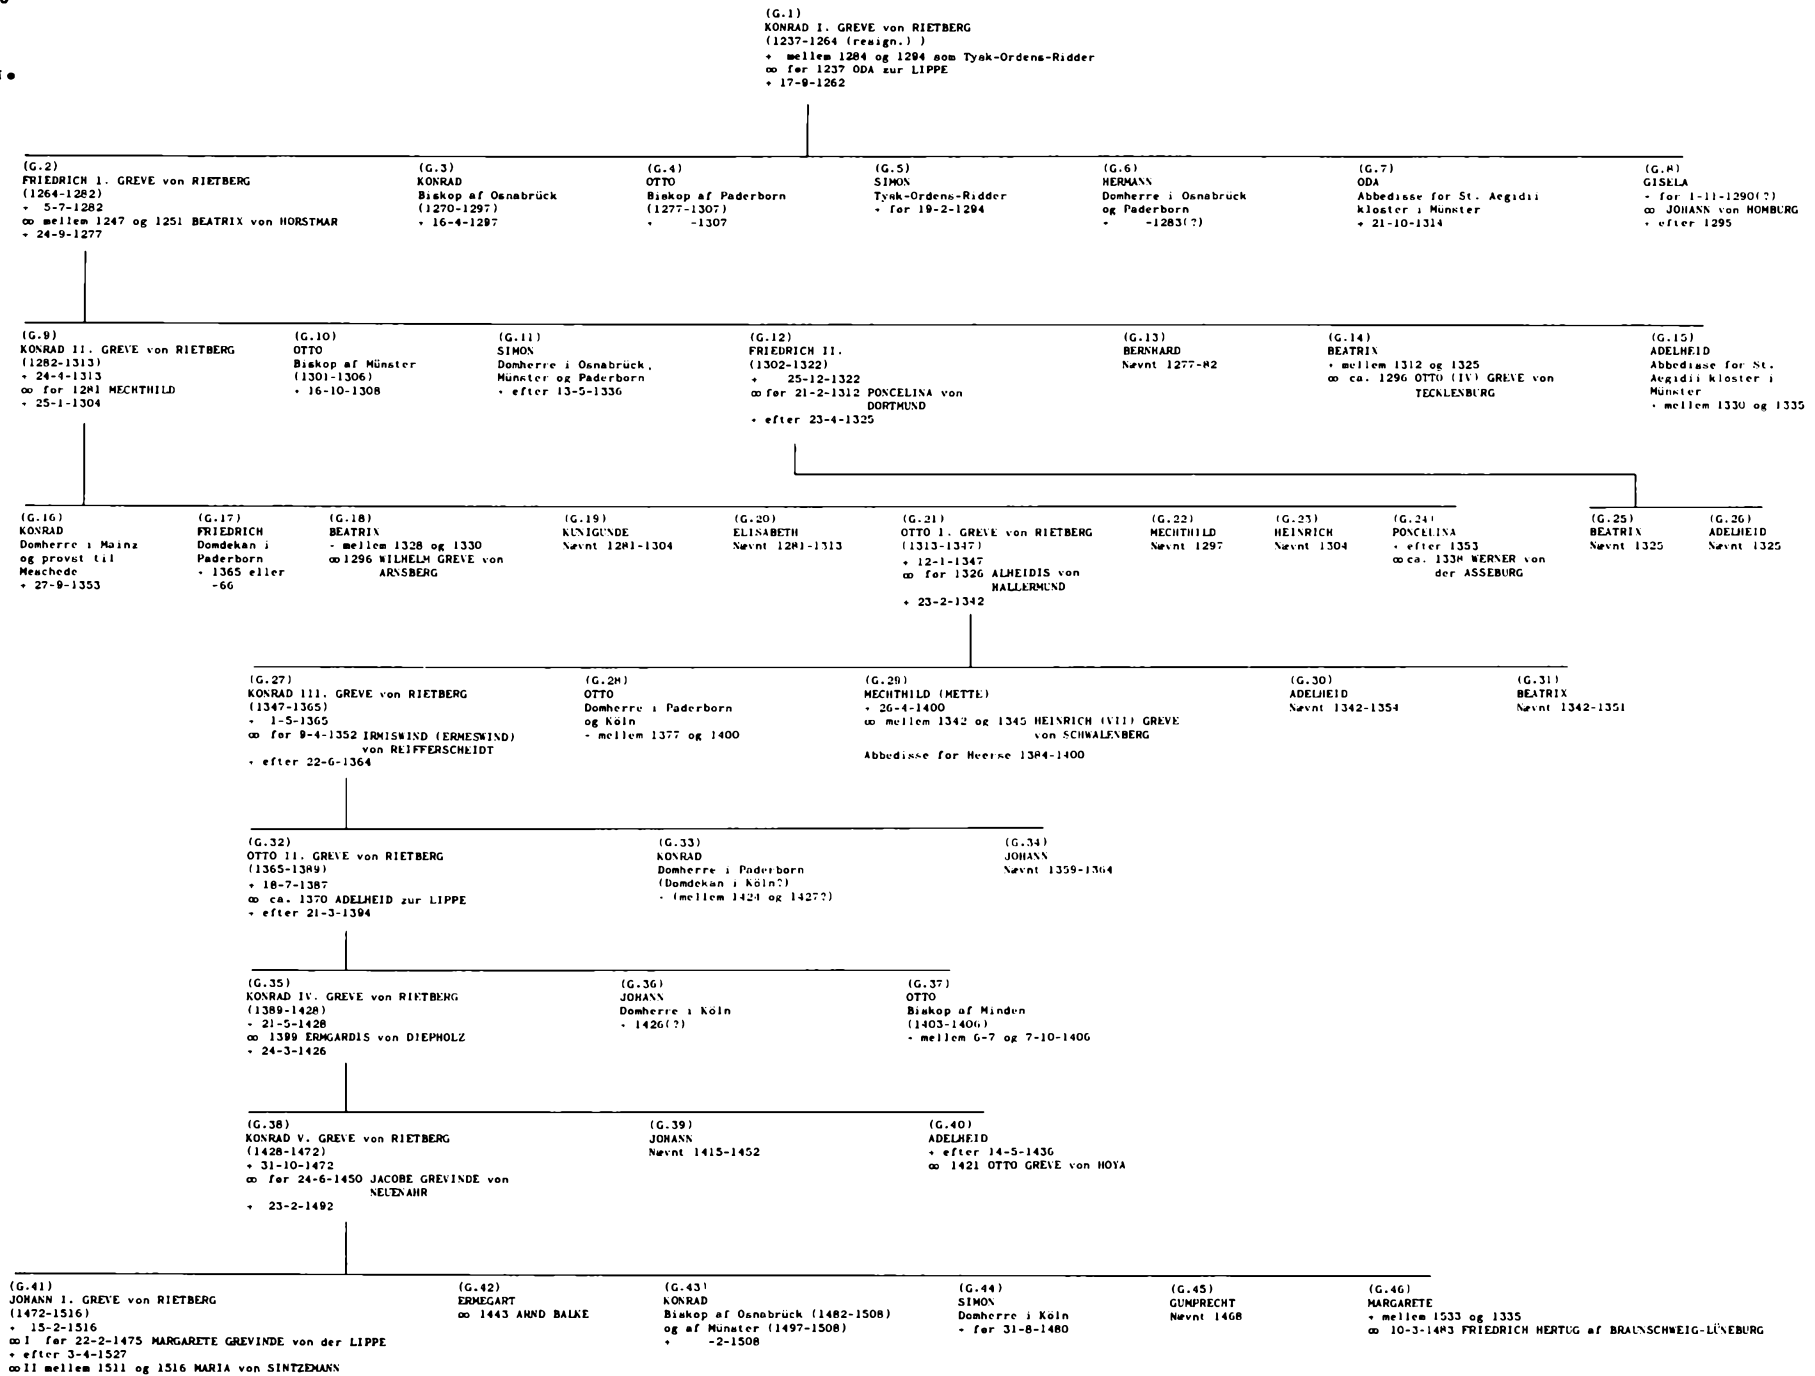 (G.1)
KONRAD I. GREVE von RIETBERG
(1237-1264 (resign.) )
+ mellem 1284 og 1294 som Tysk-Ordens-Ridder
∞ før 1237 ODA zur LIPPE
+ 17-9-1262
(G.2)
FRIEDRICH I. GREVE von RIETBERG
(1264-1282)
+ 5-7-1282
∞ mellem 1247 og 1251 BEATRIX von HORSTMAR
+ 24-9-1277
(G.3)
KONRAD
Biskop af Osnabrück
(1270-1297)
+ 16-4-1297
(G.4)
OTTO
Biskop af Paderborn
(1277-1307)
+ -1307
(G.5)
SIMON
Tysk-Ordens-Ridder
+ før 19-2-1294
(G.6)
HERMANN
Domherre i Osnabrück
og Paderborn
+ -1283(?)
(G.7)
ODA
Abbedisse for St. Aegidii
kloster i Münster
+ 21-10-1314
(G.8)
GISELA
+ før 1-11-1290(?)
∞ JOHANN von HOMBURG
+ efter 1295
(G.9)
KONRAD II. GREVE von RIETBERG
(1282-1313)
+ 24-4-1313
∞ før 1281 MECHTHILD
+ 25-1-1304
(G.10)
OTTO
Biskop af Münster
(1301-1306)
+ 16-10-1308
(G.11)
SIMON
Domherre i Osnabrück,
Münster og Paderborn
+ efter 13-5-1336
(G.12)
FRIEDRICH II.
(1302-1322)
+ 25-12-1322
∞ før 21-2-1312 PONCELINA von
DORTMUND
+ efter 23-4-1325
(G.13)
BERNHARD
Nævnt 1277-82
(G.14)
BEATRIX
+ mellem 1312 og 1325
∞ ca. 1296 OTTO (IV) GREVE von
TECKLENBURG
(G.15)
ADELHEID
Abbedisse for St.
Aegidii kloster i
Münster
+ mellem 1330 og 1335
(G.16)
KONRAD
Domherre i Mainz
og provst til
Meschede
+ 27-9-1353
(G.17)
FRIEDRICH
Domdekan i
Paderborn
+ 1365 eller
-66
(G.18)
BEATRIX
+ mellem 1328 og 1330
∞ 1296 WILHELM GREVE von
ARNSBERG
(G.19)
KUNIGUNDE
Nævnt 1281-1304
(G.20)
ELISABETH
Nævnt 1281-1313
(G.21)
OTTO I. GREVE von RIETBERG
(1313-1347)
+ 12-1-1347
∞ før 1326 ALHEIDIS von
HALLERMUND
+ 23-2-1342
(G.22)
MECHTHILD
Nævnt 1297
(G.23)
HEINRICH
Nævnt 1304
(G.24)
PONCELINA
+ efter 1353
∞ ca. 1338 WERNER von
der ASSEBURG
(G.25)
BEATRIX
Nævnt 1325
(G.26)
ADELHEID
Nævnt 1325
(G.27)
KONRAD III. GREVE von RIETBERG
(1347-1365)
+ 1-5-1365
∞ før 9-4-1352 IRMISWIND (ERMESWIND)
von REIFFERSCHEIDT
+ efter 22-6-1364
(G.28)
OTTO
Domherre i Paderborn
og Köln
+ mellem 1377 og 1400
(G.29)
MECHTHILD (METTE)
+ 26-4-1400
∞ mellem 1342 og 1345 HEINRICH (VII) GREVE
von SCHWALENBERG
Abbedisse for Heerse 1384-1400
(G.30)
ADELHEID
Nævnt 1342-1354
(G.31)
BEATRIX
Nævnt 1342-1351
(G.32)
OTTO II. GREVE von RIETBERG
(1365-1389)
+ 18-7-1387
∞ ca. 1370 ADELHEID zur LIPPE
+ efter 21-3-1394
(G.33)
KONRAD
Domherre i Paderborn
(Domdekan i Köln?)
+ (mellem 1424 og 1427?)
(G.34)
JOHANN
Nævnt 1359-1364
(G.35)
KONRAD IV. GREVE von RIETBERG
(1389-1428)
+ 21-5-1428
∞ 1399 ERMGARDIS von DIEPHOLZ
+ 24-3-1426
(G.36)
JOHANN
Domherre i Köln
+ 1426(?)
(G.37)
OTTO
Biskop af Minden
(1403-1406)
+ mellem 6-7 og 7-10-1406
(G.38)
KONRAD V. GREVE von RIETBERG
(1428-1472)
+ 31-10-1472
∞ før 24-6-1450 JACOBE GREVINDE von
NEUENAHR
+ 23-2-1492
(G.39)
JOHANN
Nævnt 1415-1452
(G.40)
ADELHEID
+ efter 14-5-1436
∞ 1421 OTTO GREVE von HOYA
(G.41)
JOHANN I. GREVE von RIETBERG
(1472-1516)
+ 15-2-1516
∞ I før 22-2-1475 MARGARETE GREVINDE von der LIPPE
+ efter 3-4-1527
∞ II mellem 1511 og 1516 MARIA von SINTZEMANN
(G.42)
ERMEGART
∞ 1443 ARND BALKE
(G.43)
KONRAD
Biskop af Osnabrück (1482-1508)
og af Münster (1497-1508)
+ -2-1508
(G.44)
SIMON
Domherre i Köln
+ før 31-8-1480
(G.45)
GUMPRECHT
Nævnt 1468
(G.46)
MARGARETE
+ mellem 1533 og 1335
∞ 10-3-1483 FRIEDRICH HERTUG af BRAUNSCHWEIG-LÜNEBURG